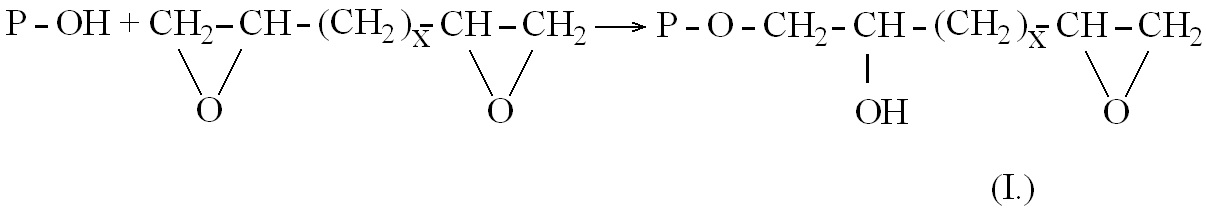 P – OH + CH₂ – CH – (CH₂)ₓ – CH – CH₂ ⟶ P – O – CH₂ – CH – (CH₂)ₓ – CH – CH₂
O O OH O
(I.)